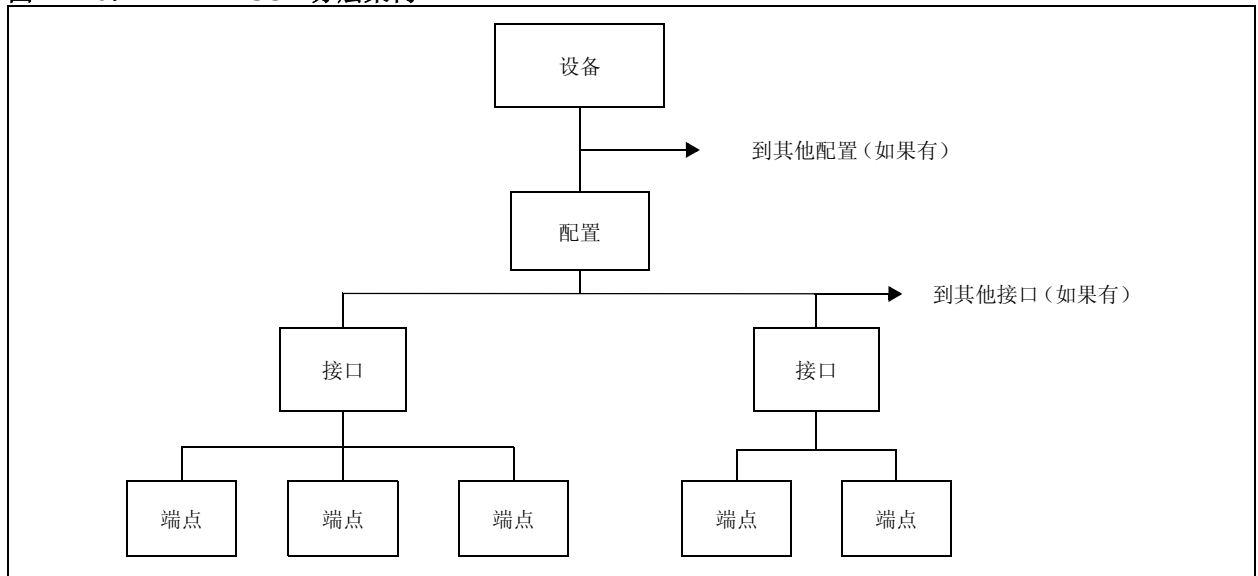 设备
到其他配置（如果有）
配置
到其他接口（如果有）
接口
接口
端点
端点
端点
端点
端点